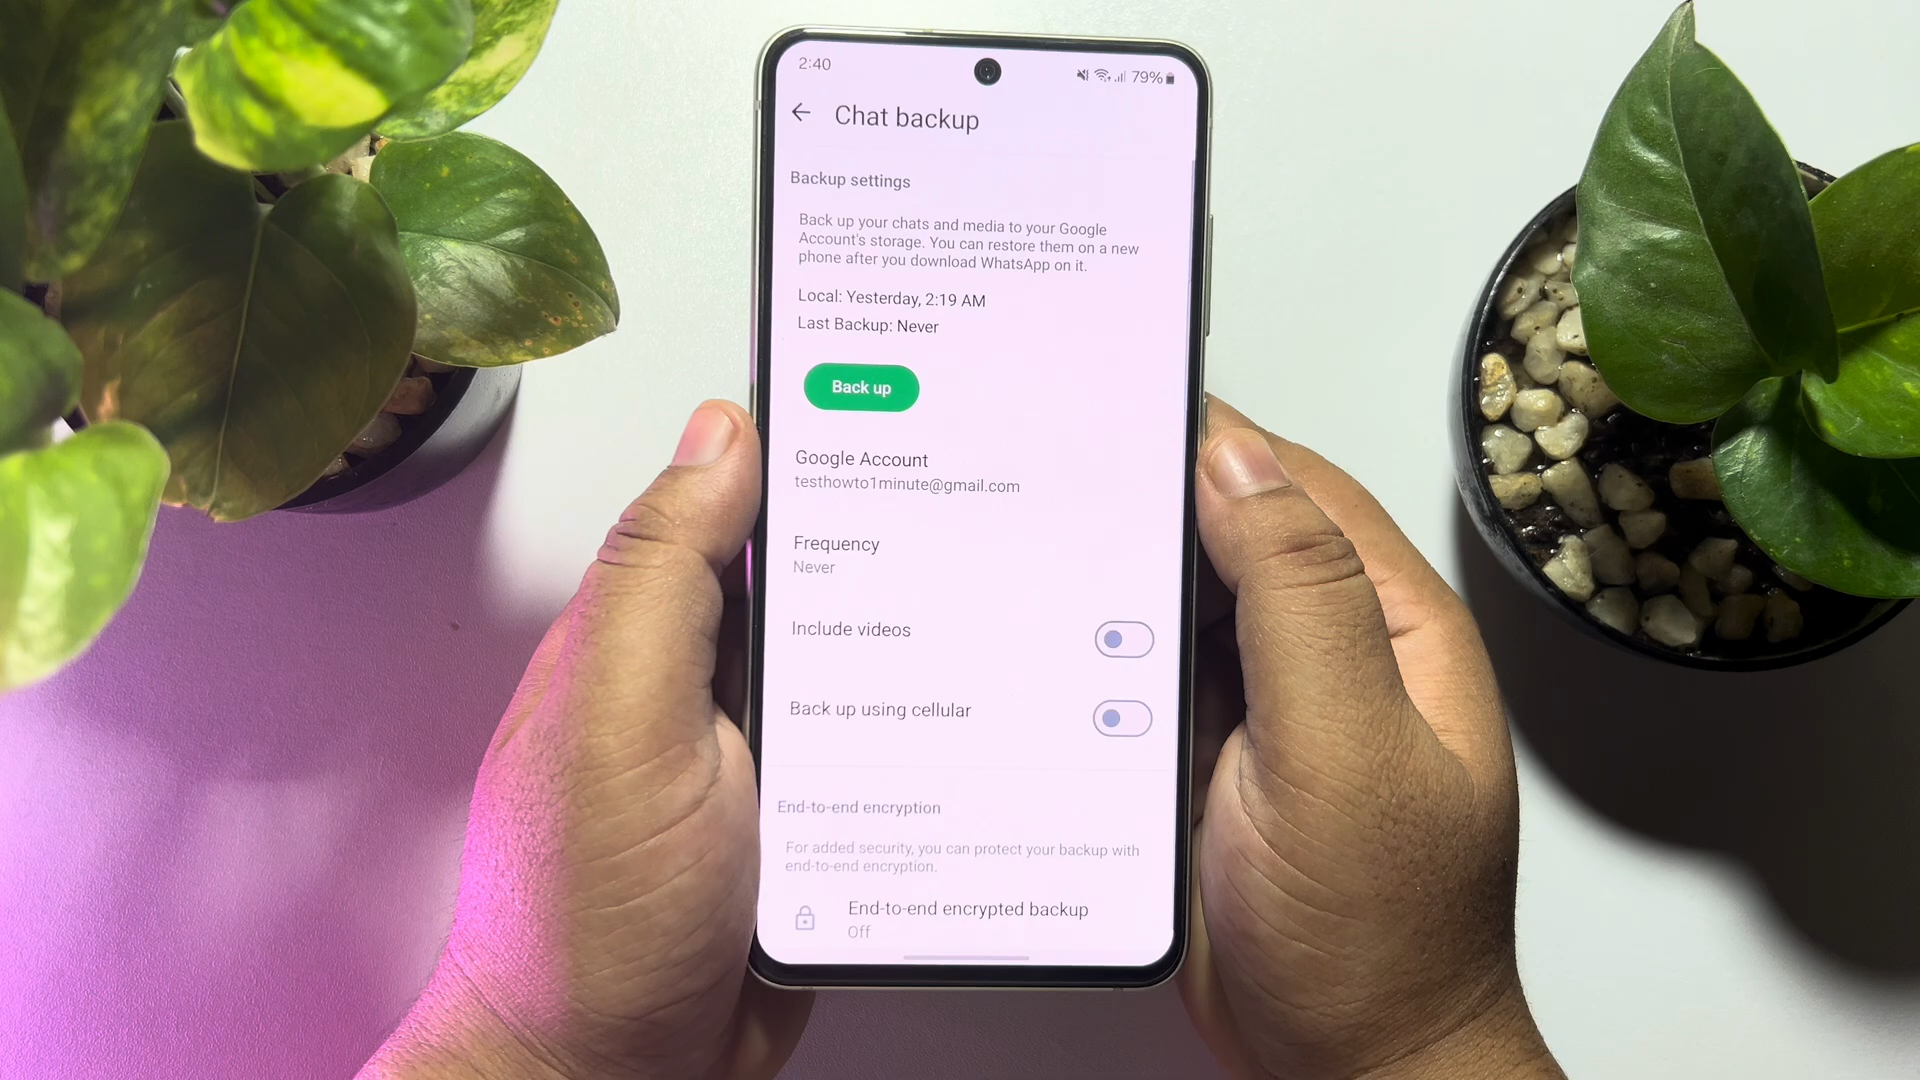 2:40
79%
Chat backup
Backup settings
Back up your chats and media to your Google
Account's storage. You can restore them on a new
phone after you download WhatsApp on it.
Local: Yesterday, 2:19 AM
Last Backup: Never
Back up
Google Account
testhowto1minute@gmail.com
Frequency
Never
Include videos
Back up using cellular
End-to-end encryption
For added security, you can protect your backup with
end-to-end encryption.
End-to-end encrypted backup
Off